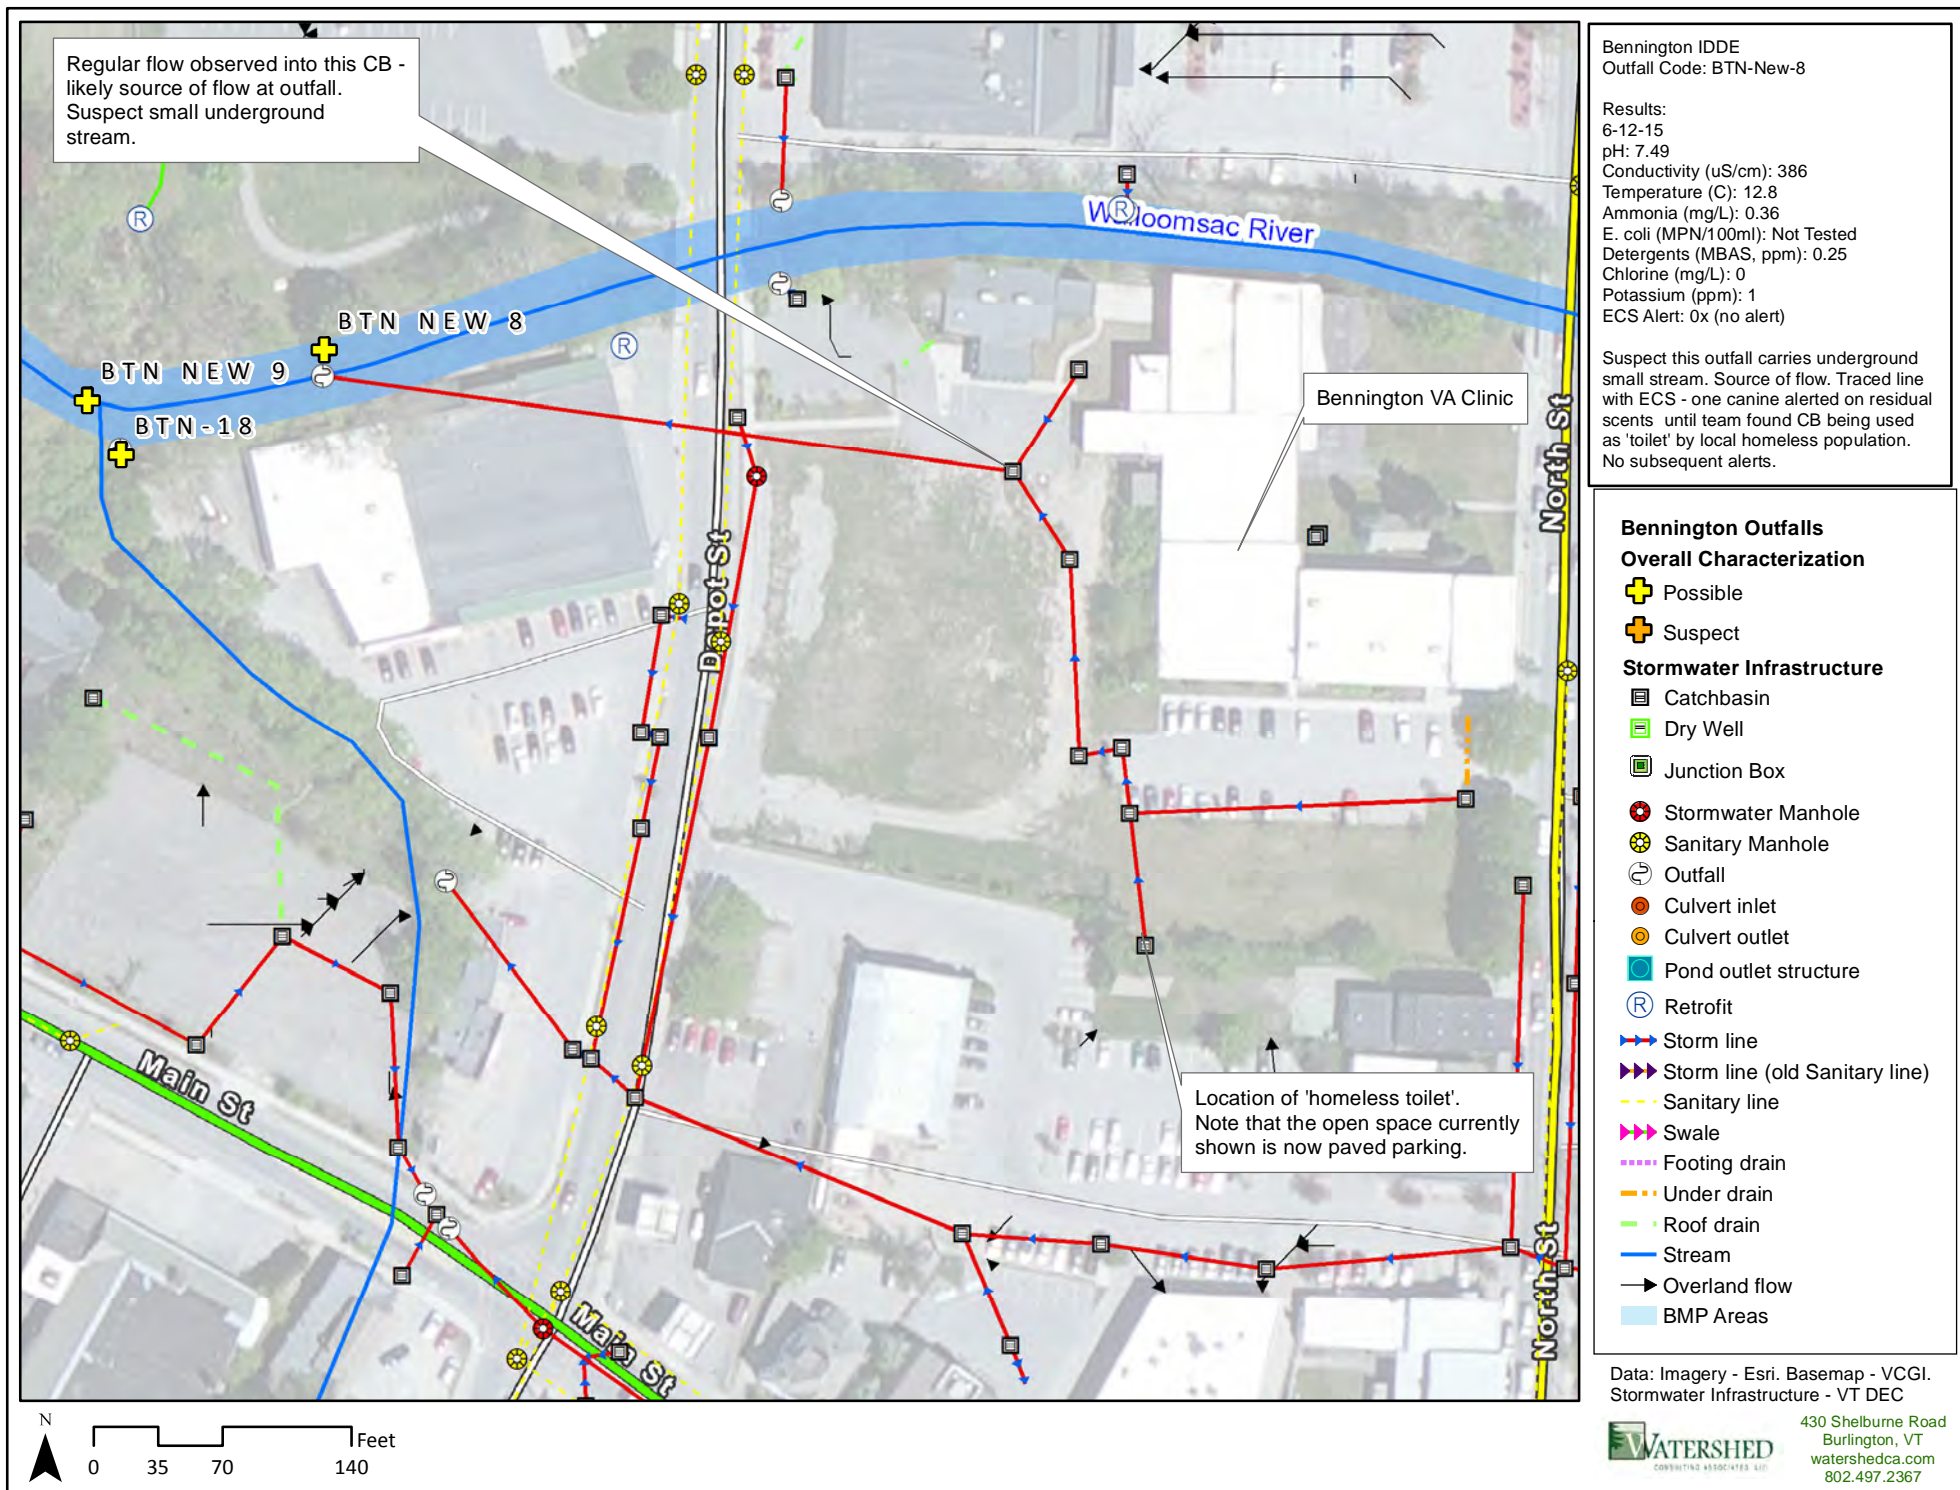 Regular flow observed into this CB -
likely source of flow at outfall.
Suspect small underground
stream.
R
Walloomsac River
R
BTN NEW 8
R
BTN NEW 9
BTN-18
Bennington VA Clinic
North St
Depot St
Main St
Location of 'homeless toilet'.
Note that the open space currently
shown is now paved parking.
North St
Main St
N
Feet
0 35 70 140
Bennington IDDE
Outfall Code: BTN-New-8
Results:
6-12-15
pH: 7.49
Conductivity (uS/cm): 386
Temperature (C): 12.8
Ammonia (mg/L): 0.36
E. coli (MPN/100ml): Not Tested
Detergents (MBAS, ppm): 0.25
Chlorine (mg/L): 0
Potassium (ppm): 1
ECS Alert: 0x (no alert)
Suspect this outfall carries underground
small stream. Source of flow. Traced line
with ECS - one canine alerted on residual
scents until team found CB being used
as 'toilet' by local homeless population.
No subsequent alerts.
Bennington Outfalls
Overall Characterization
Possible
Suspect
Stormwater Infrastructure
Catchbasin
Dry Well
Junction Box
Stormwater Manhole
Sanitary Manhole
Outfall
Culvert inlet
Culvert outlet
Pond outlet structure
R Retrofit
Storm line
Storm line (old Sanitary line)
Sanitary line
Swale
Footing drain
Under drain
Roof drain
Stream
Overland flow
BMP Areas
Data: Imagery - Esri. Basemap - VCGI.
Stormwater Infrastructure - VT DEC
WATERSHED
CONSULTING ASSOCIATES, LLC
430 Shelburne Road
Burlington, VT
watershedca.com
802.497.2367